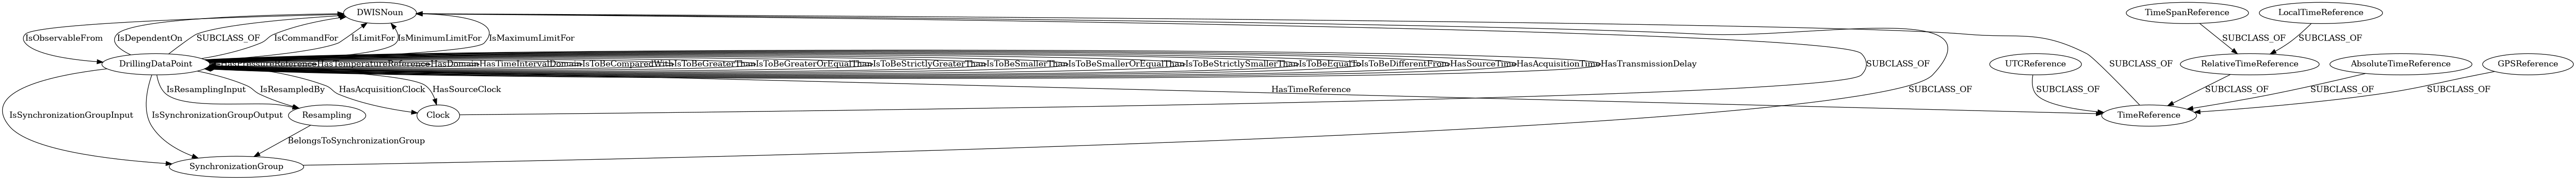 DWISNoun
TimeSpanReference
LocalTimeReference
IsObservableFrom
IsDependentOn
SUBCLASS_OF
IsCommandFor
IsLimitFor
IsMinimumLimitFor
IsMaximumLimitFor
SUBCLASS_OF
SUBCLASS_OF
DrillingDataPoint
HasPressureReference
HasTemperatureReference
HasDomain
HasTimeIntervalDomain
IsToBeComparedWith
IsToBeGreaterThan
IsToBeGreaterOrEqualThan
IsToBeStrictlyGreaterThan
IsToBeSmallerThan
IsToBeSmallerOrEqualThan
IsToBeStrictlySmallerThan
IsToBeEqualTo
IsToBeDifferentFrom
HasSourceTime
HasAcquisitionTime
HasTransmissionDelay
SUBCLASS_OF
UTCReference
SUBCLASS_OF
RelativeTimeReference
AbsoluteTimeReference
GPSReference
IsResamplingInput
IsResampledBy
HasAcquisitionClock
HasSourceClock
HasTimeReference
SUBCLASS_OF
SUBCLASS_OF
SUBCLASS_OF
SUBCLASS_OF
SUBCLASS_OF
IsSynchronizationGroupInput
IsSynchronizationGroupOutput
Resampling
Clock
TimeReference
BelongsToSynchronizationGroup
SynchronizationGroup